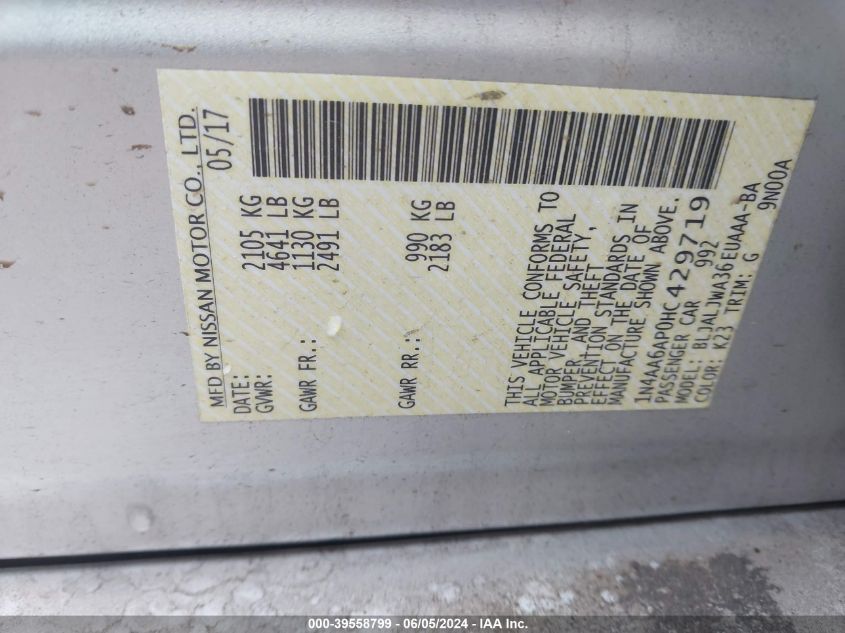 MFD BY NISSAN MOTOR CO., LTD.
DATE: 05/17
GVWR: 2105 KG
4641 LB
GAWR FR.: 1130 KG
2491 LB
GAWR RR.: 990 KG
2183 LB
THIS VEHICLE CONFORMS TO
ALL APPLICABLE FEDERAL
MOTOR VEHICLE SAFETY,
BUMPER, AND THEFT
PREVENTION STANDARDS IN
EFFECT ON THE DATE OF
MANUFACTURE SHOWN ABOVE.
1N4AA6AP0HC429719
PASSENGER CAR 992
MODEL: BLJALJWA36EUAAA-BA
COLOR: K23 TRIM: G 9N00A
000-39558799 - 06/05/2024 - IAA Inc.